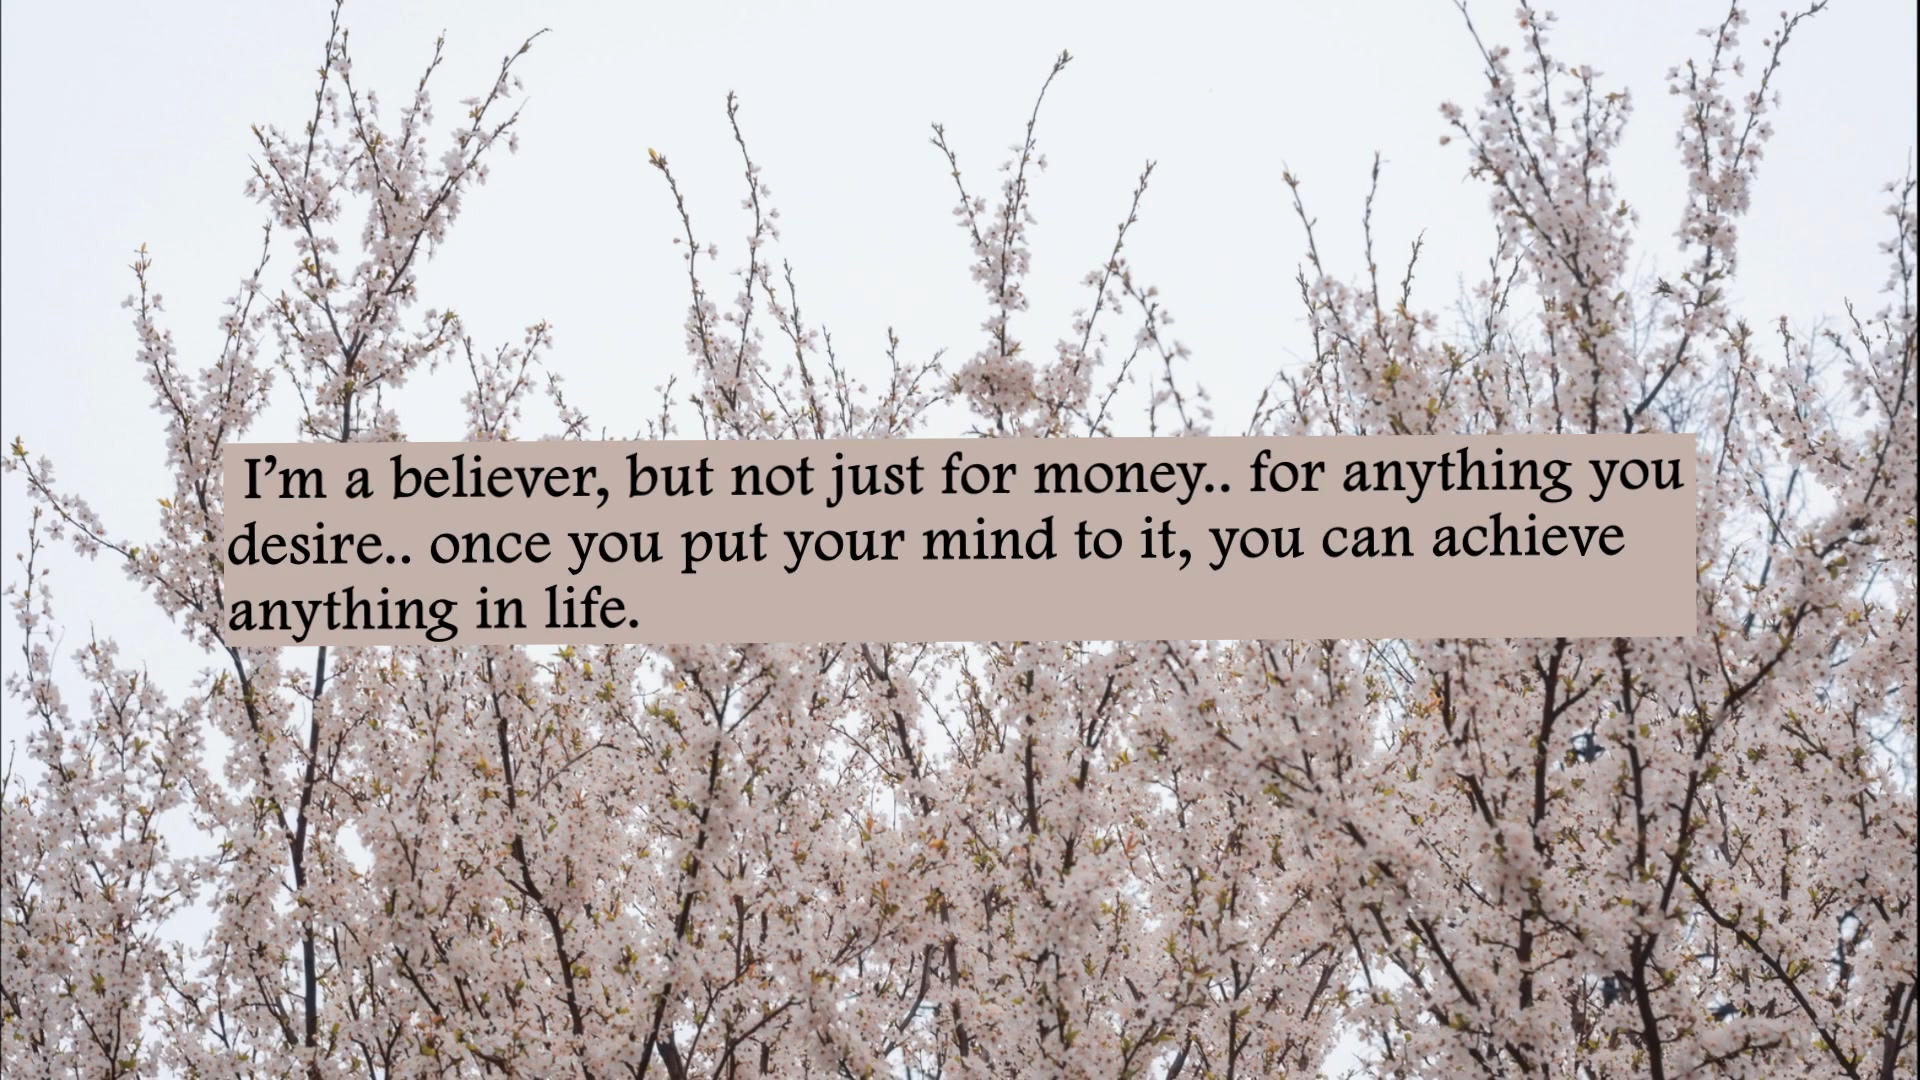 I'm a believer, but not just for money.. for anything you
desire.. once you put your mind to it, you can achieve
anything in life.